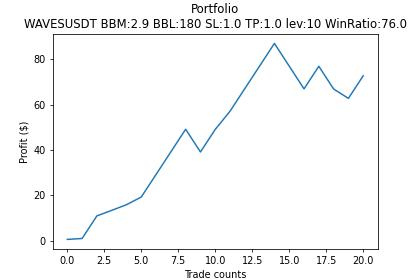 Portfolio
WAVESUSDT BBM:2.9 BBL:180 SL:1.0 TP:1.0 lev:10 WinRatio:76.0
80
60
40
20
0
Profit ($)
0.0 2.5 5.0 7.5 10.0 12.5 15.0 17.5 20.0
Trade counts